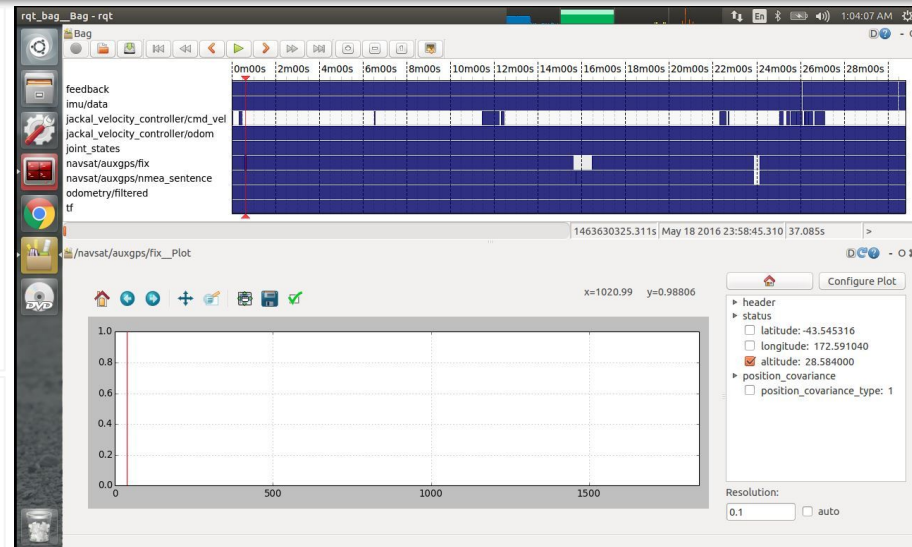 rqt_bag__Bag - rqt
En
1:04:07 AM
Bag
D
0m00s 2m00s 4m00s 6m00s 8m00s 10m00s 12m00s 14m00s 16m00s 18m00s 20m00s 22m00s 24m00s 26m00s 28m00s
feedback
imu/data
jackal_velocity_controller/cmd_vel
jackal_velocity_controller/odom
joint_states
navsat/auxgps/fix
navsat/auxgps/nmea_sentence
odometry/filtered
tf
1463630325.311s May 18 2016 23:58:45.310 37.085s >
/navsat/auxgps/fix__Plot
D - O
x=1020.99 y=0.98806
Configure Plot
header
status
latitude: -43.545316
longitude: 172.591040
altitude: 28.584000
position_covariance
position_covariance_type: 1
1.0
0.8
0.6
0.4
0.2
0.0
0 500 1000 1500
Resolution:
0.1 auto
DVD